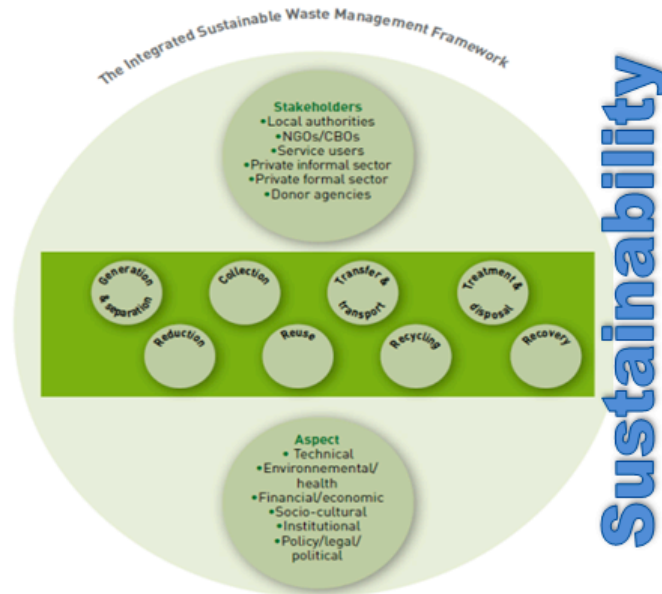 The Integrated Sustainable Waste Management Framework
Stakeholders
•Local authorities
•NGOs/CBOs
•Service users
•Private informal sector
•Private formal sector
•Donor agencies
Generation
& separation
Collection
Transfer &
transport
Treatment &
disposal
Reduction
Reuse
Recycling
Recovery
Aspect
• Technical
•Environnemental/
health
•Financial/economic
•Socio-cultural
•Institutional
•Policy/legal/
political
Sustainability